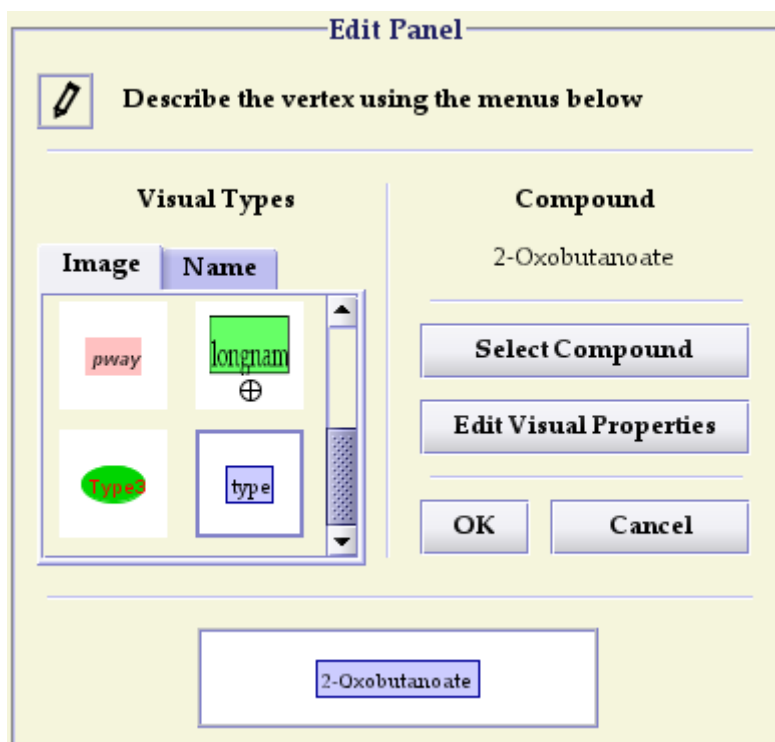 Edit Panel
Describe the vertex using the menus below
Visual Types
Compound
Image
Name
2-Oxobutanoate
pway
longnam
Select Compound
Edit Visual Properties
Type3
type
OK
Cancel
2-Oxobutanoate